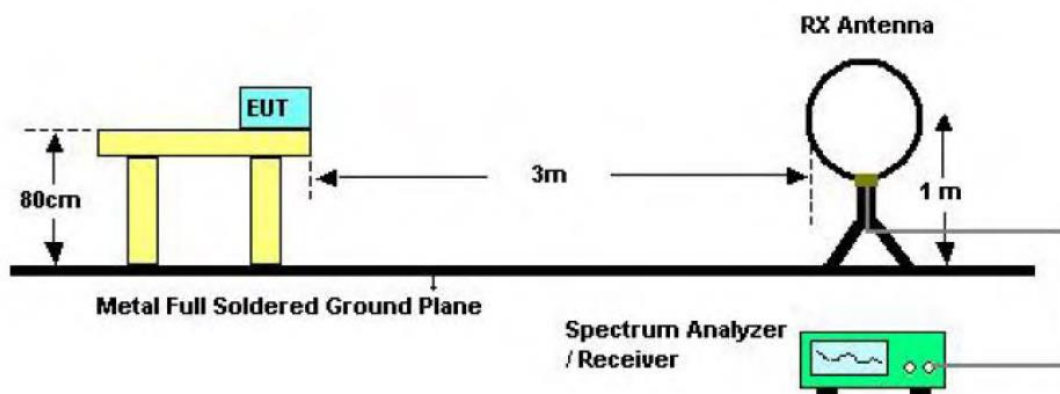 RX Antenna
EUT
80cm
3m
1 m
Metal Full Soldered Ground Plane
Spectrum Analyzer
/ Receiver